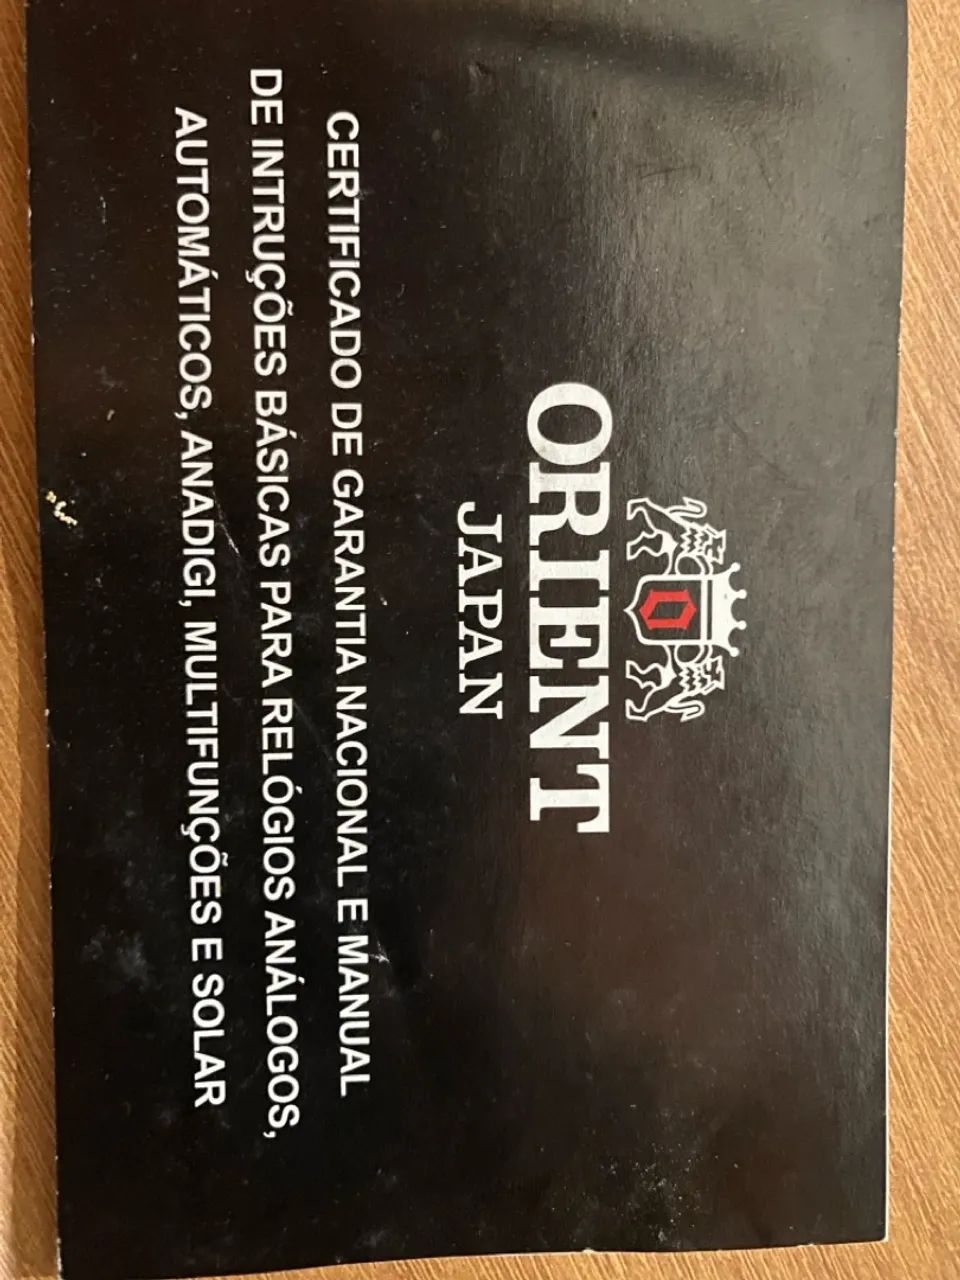 O
ORIENT
JAPAN
CERTIFICADO DE GARANTIA NACIONAL E MANUAL
DE INTRUÇÕES BÁSICAS PARA RELÓGIOS ANÁLOGOS,
AUTOMÁTICOS, ANADIGI, MULTIFUNÇÕES E SOLAR